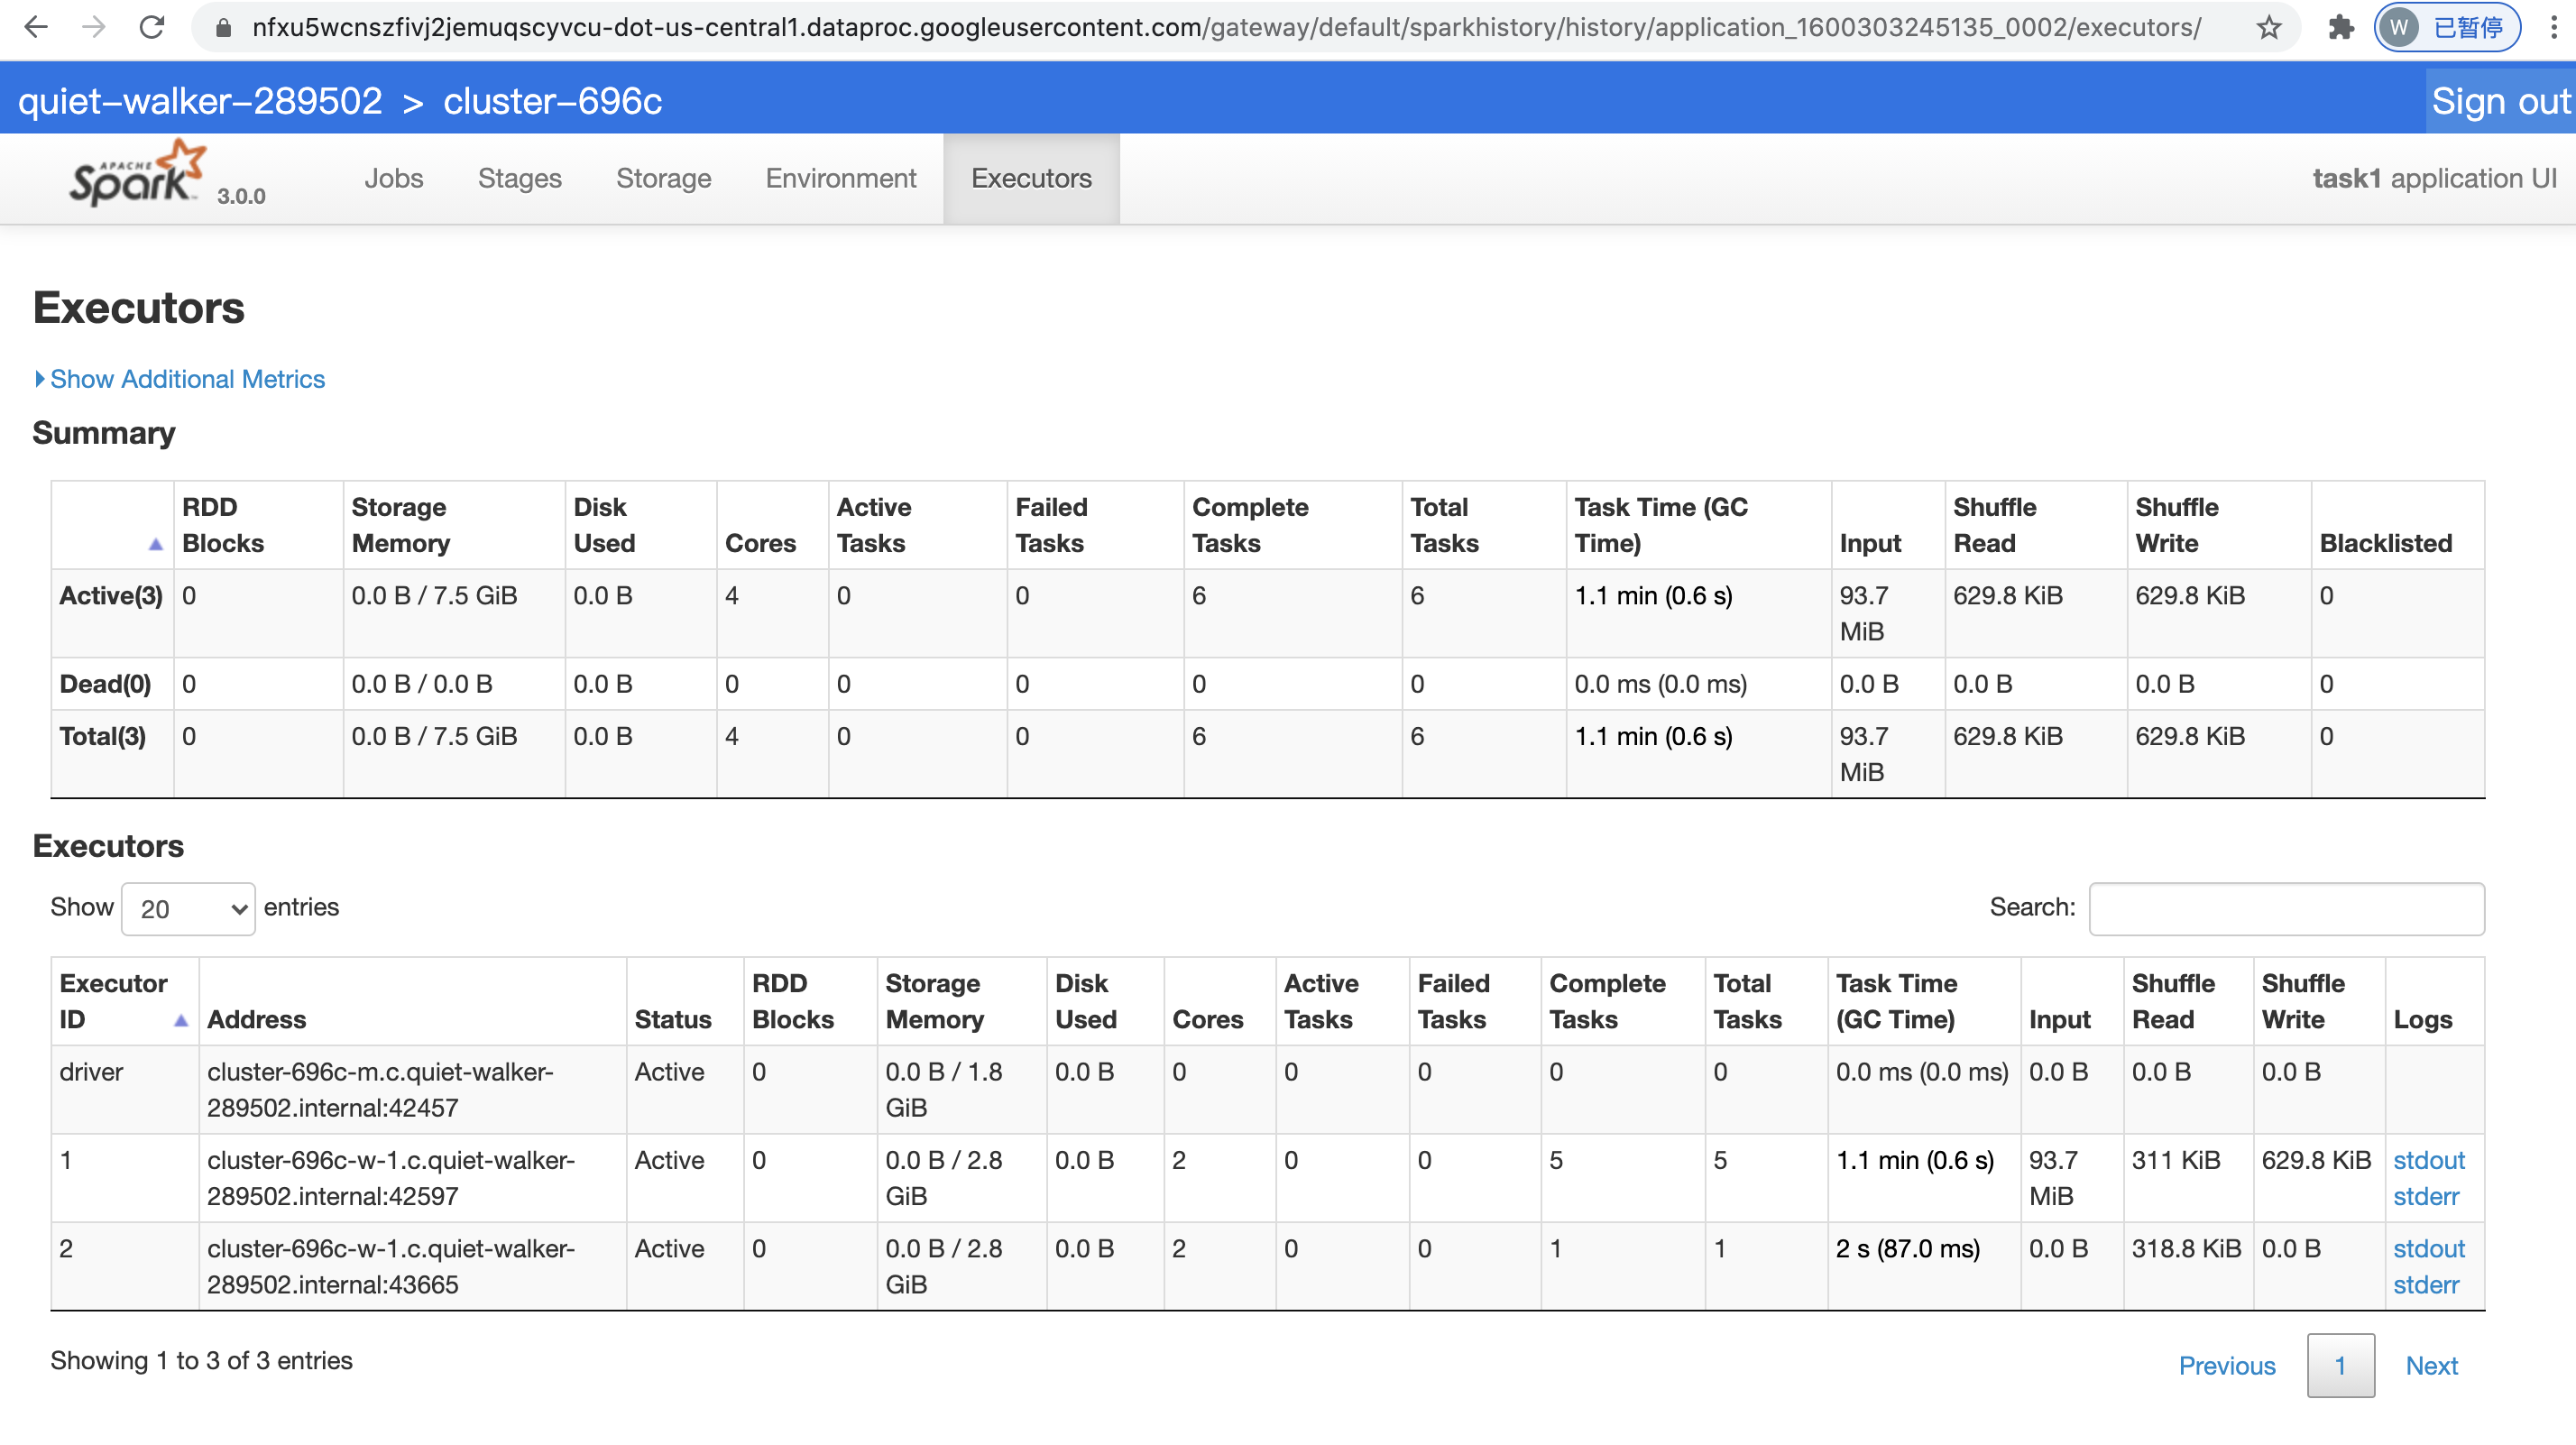 nfxu5wcnszfivj2jemuqscyvcu-dot-us-central1.dataproc.googleusercontent.com/gateway/default/sparkhistory/history/application_1600303245135_0002/executors/
W 已暂停
quiet-walker-289502 > cluster-696c Sign out
APACHE Spark 3.0.0 Jobs Stages Storage Environment Executors task1 application UI
Executors
Show Additional Metrics
Summary
RDD Blocks Storage Memory Disk Used Cores Active Tasks Failed Tasks Complete Tasks Total Tasks Task Time (GC Time) Input Shuffle Read Shuffle Write Blacklisted
Active(3) 0 0.0 B / 7.5 GiB 0.0 B 4 0 0 6 6 1.1 min (0.6 s) 93.7 MiB 629.8 KiB 629.8 KiB 0
Dead(0) 0 0.0 B / 0.0 B 0.0 B 0 0 0 0 0 0.0 ms (0.0 ms) 0.0 B 0.0 B 0.0 B 0
Total(3) 0 0.0 B / 7.5 GiB 0.0 B 4 0 0 6 6 1.1 min (0.6 s) 93.7 MiB 629.8 KiB 629.8 KiB 0
Executors
Show 20 entries Search:
Executor ID Address Status RDD Blocks Storage Memory Disk Used Cores Active Tasks Failed Tasks Complete Tasks Total Tasks Task Time (GC Time) Input Shuffle Read Shuffle Write Logs
driver cluster-696c-m.c.quiet-walker-289502.internal:42457 Active 0 0.0 B / 1.8 GiB 0.0 B 0 0 0 0 0 0.0 ms (0.0 ms) 0.0 B 0.0 B 0.0 B
1 cluster-696c-w-1.c.quiet-walker-289502.internal:42597 Active 0 0.0 B / 2.8 GiB 0.0 B 2 0 0 5 5 1.1 min (0.6 s) 93.7 MiB 311 KiB 629.8 KiB stdout stderr
2 cluster-696c-w-1.c.quiet-walker-289502.internal:43665 Active 0 0.0 B / 2.8 GiB 0.0 B 2 0 0 1 1 2 s (87.0 ms) 0.0 B 318.8 KiB 0.0 B stdout stderr
Showing 1 to 3 of 3 entries Previous 1 Next